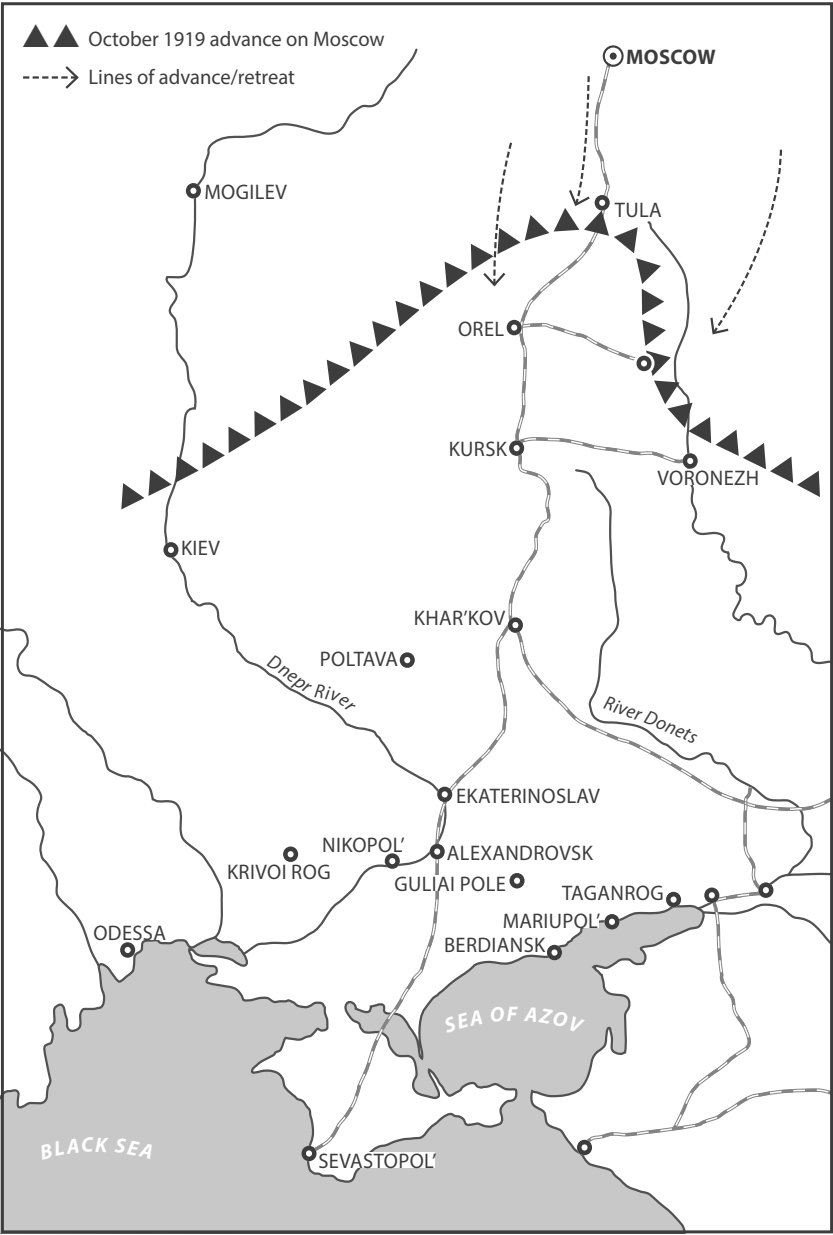 October 1919 advance on Moscow
Lines of advance/retreat
MOSCOW
MOGILEV
TULA
OREL
KURSK
VORONEZH
KIEV
KHAR'KOV
POLTAVA
Dnepr River
River Donets
EKATERINOSLAV
NIKOPOL'
ALEXANDROVSK
KRIVOI ROG
GULIAI POLE
TAGANROG
MARIUPOL'
ODESSA
BERDIANSK
SEA OF AZOV
BLACK SEA
SEVASTOPOL'